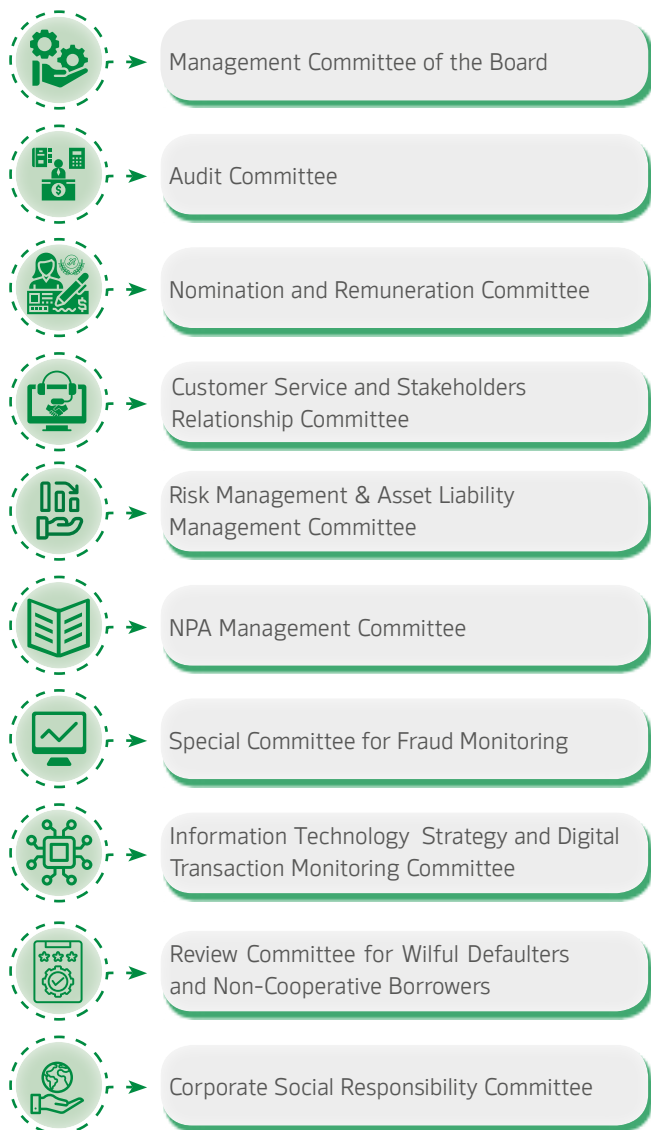 Management Committee of the Board
Audit Committee
$
Nomination and Remuneration Committee
$
Customer Service and Stakeholders
Relationship Committee
Risk Management & Asset Liability
Management Committee
NPA Management Committee
Special Committee for Fraud Monitoring
Information Technology Strategy and Digital
Transaction Monitoring Committee
Review Committee for Wilful Defaulters
and Non-Cooperative Borrowers
Corporate Social Responsibility Committee